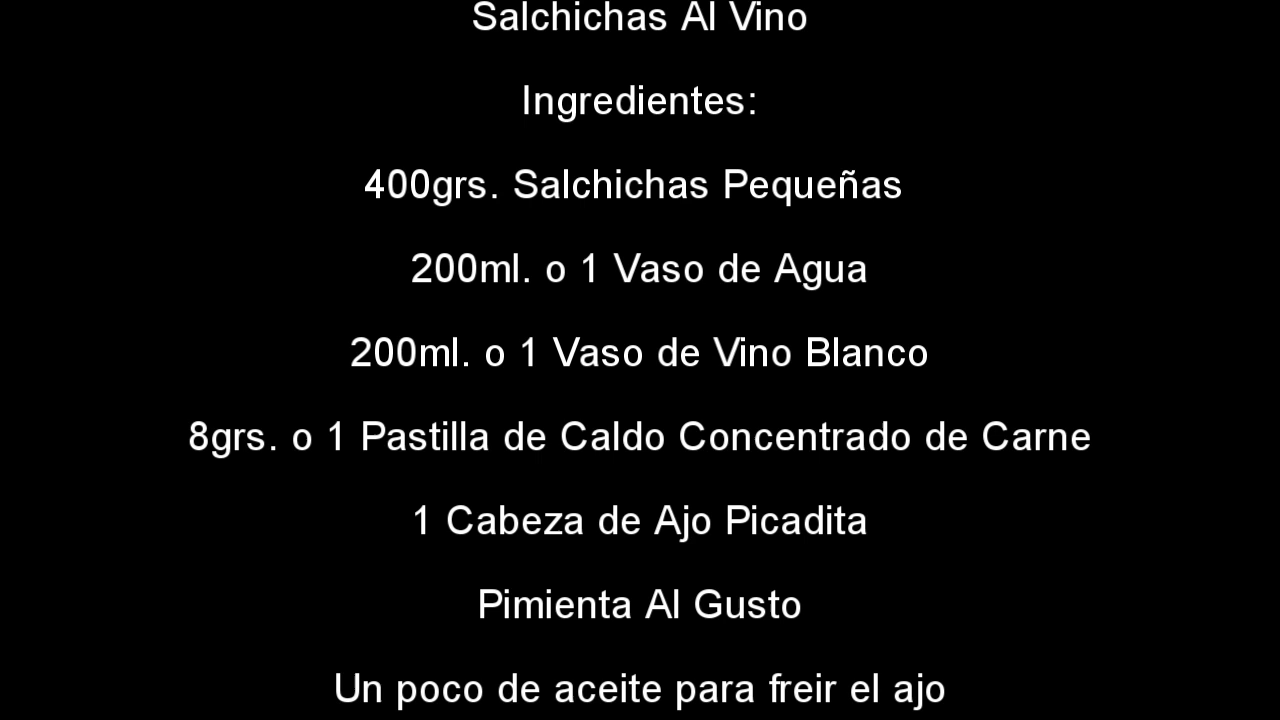 Salchichas Al Vino
Ingredientes:
400grs. Salchichas Pequeñas
200ml. o 1 Vaso de Agua
200ml. o 1 Vaso de Vino Blanco
8grs. o 1 Pastilla de Caldo Concentrado de Carne
1 Cabeza de Ajo Picadita
Pimienta Al Gusto
Un poco de aceite para freir el ajo